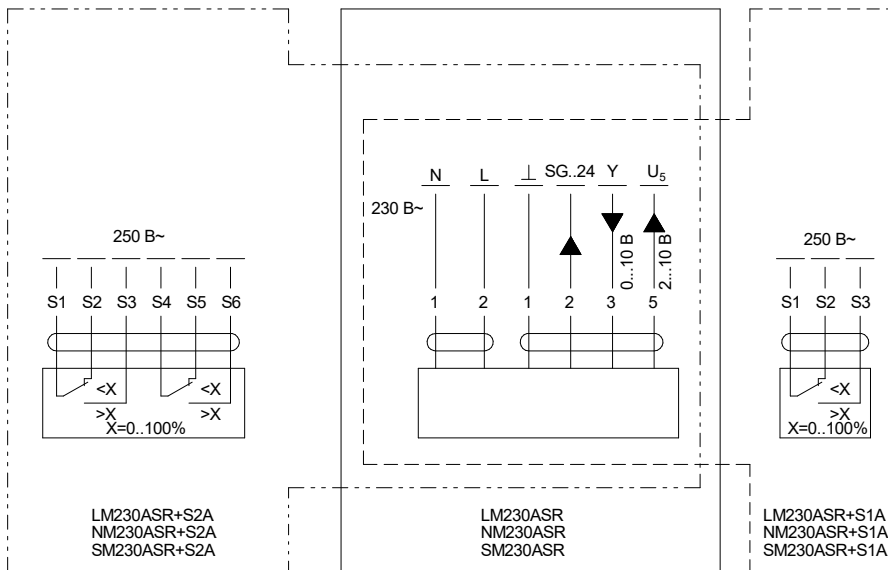 N L ⊥ SG..24 Y U₅
230 В~
0...10 В
2...10 В
1 2 1 2 3 5
250 В~
S1 S2 S3 S4 S5 S6
<X <X
>X >X
X=0..100%
250 В~
S1 S2 S3
<X
>X
X=0..100%
LM230ASR+S2A
NM230ASR+S2A
SM230ASR+S2A
LM230ASR
NM230ASR
SM230ASR
LM230ASR+S1A
NM230ASR+S1A
SM230ASR+S1A